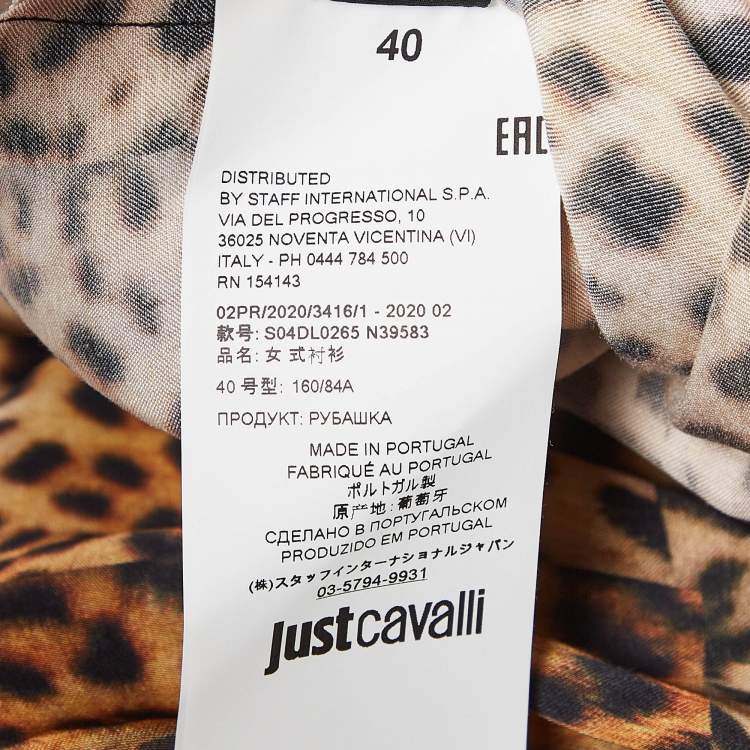 40
EAC
DISTRIBUTED
BY STAFF INTERNATIONAL S.P.A.
VIA DEL PROGRESSO, 10
36025 NOVENTA VICENTINA (VI)
ITALY - PH 0444 784 500
RN 154143
02PR/2020/3416/1 - 2020 02
款号: S04DL0265 N39583
品名: 女 式衬衫
40 号型: 160/84A
ПРОДУКТ: РУБАШКА
MADE IN PORTUGAL
FABRIQUÉ AU PORTUGAL
ポルトガル製
原产地: 葡萄牙
СДЕЛАНО В ПОРТУГАЛЬСКОМ
PRODUZIDO EM PORTUGAL
(株)スタッフインターナショナルジャパン
03-5794-9931
justcavalli